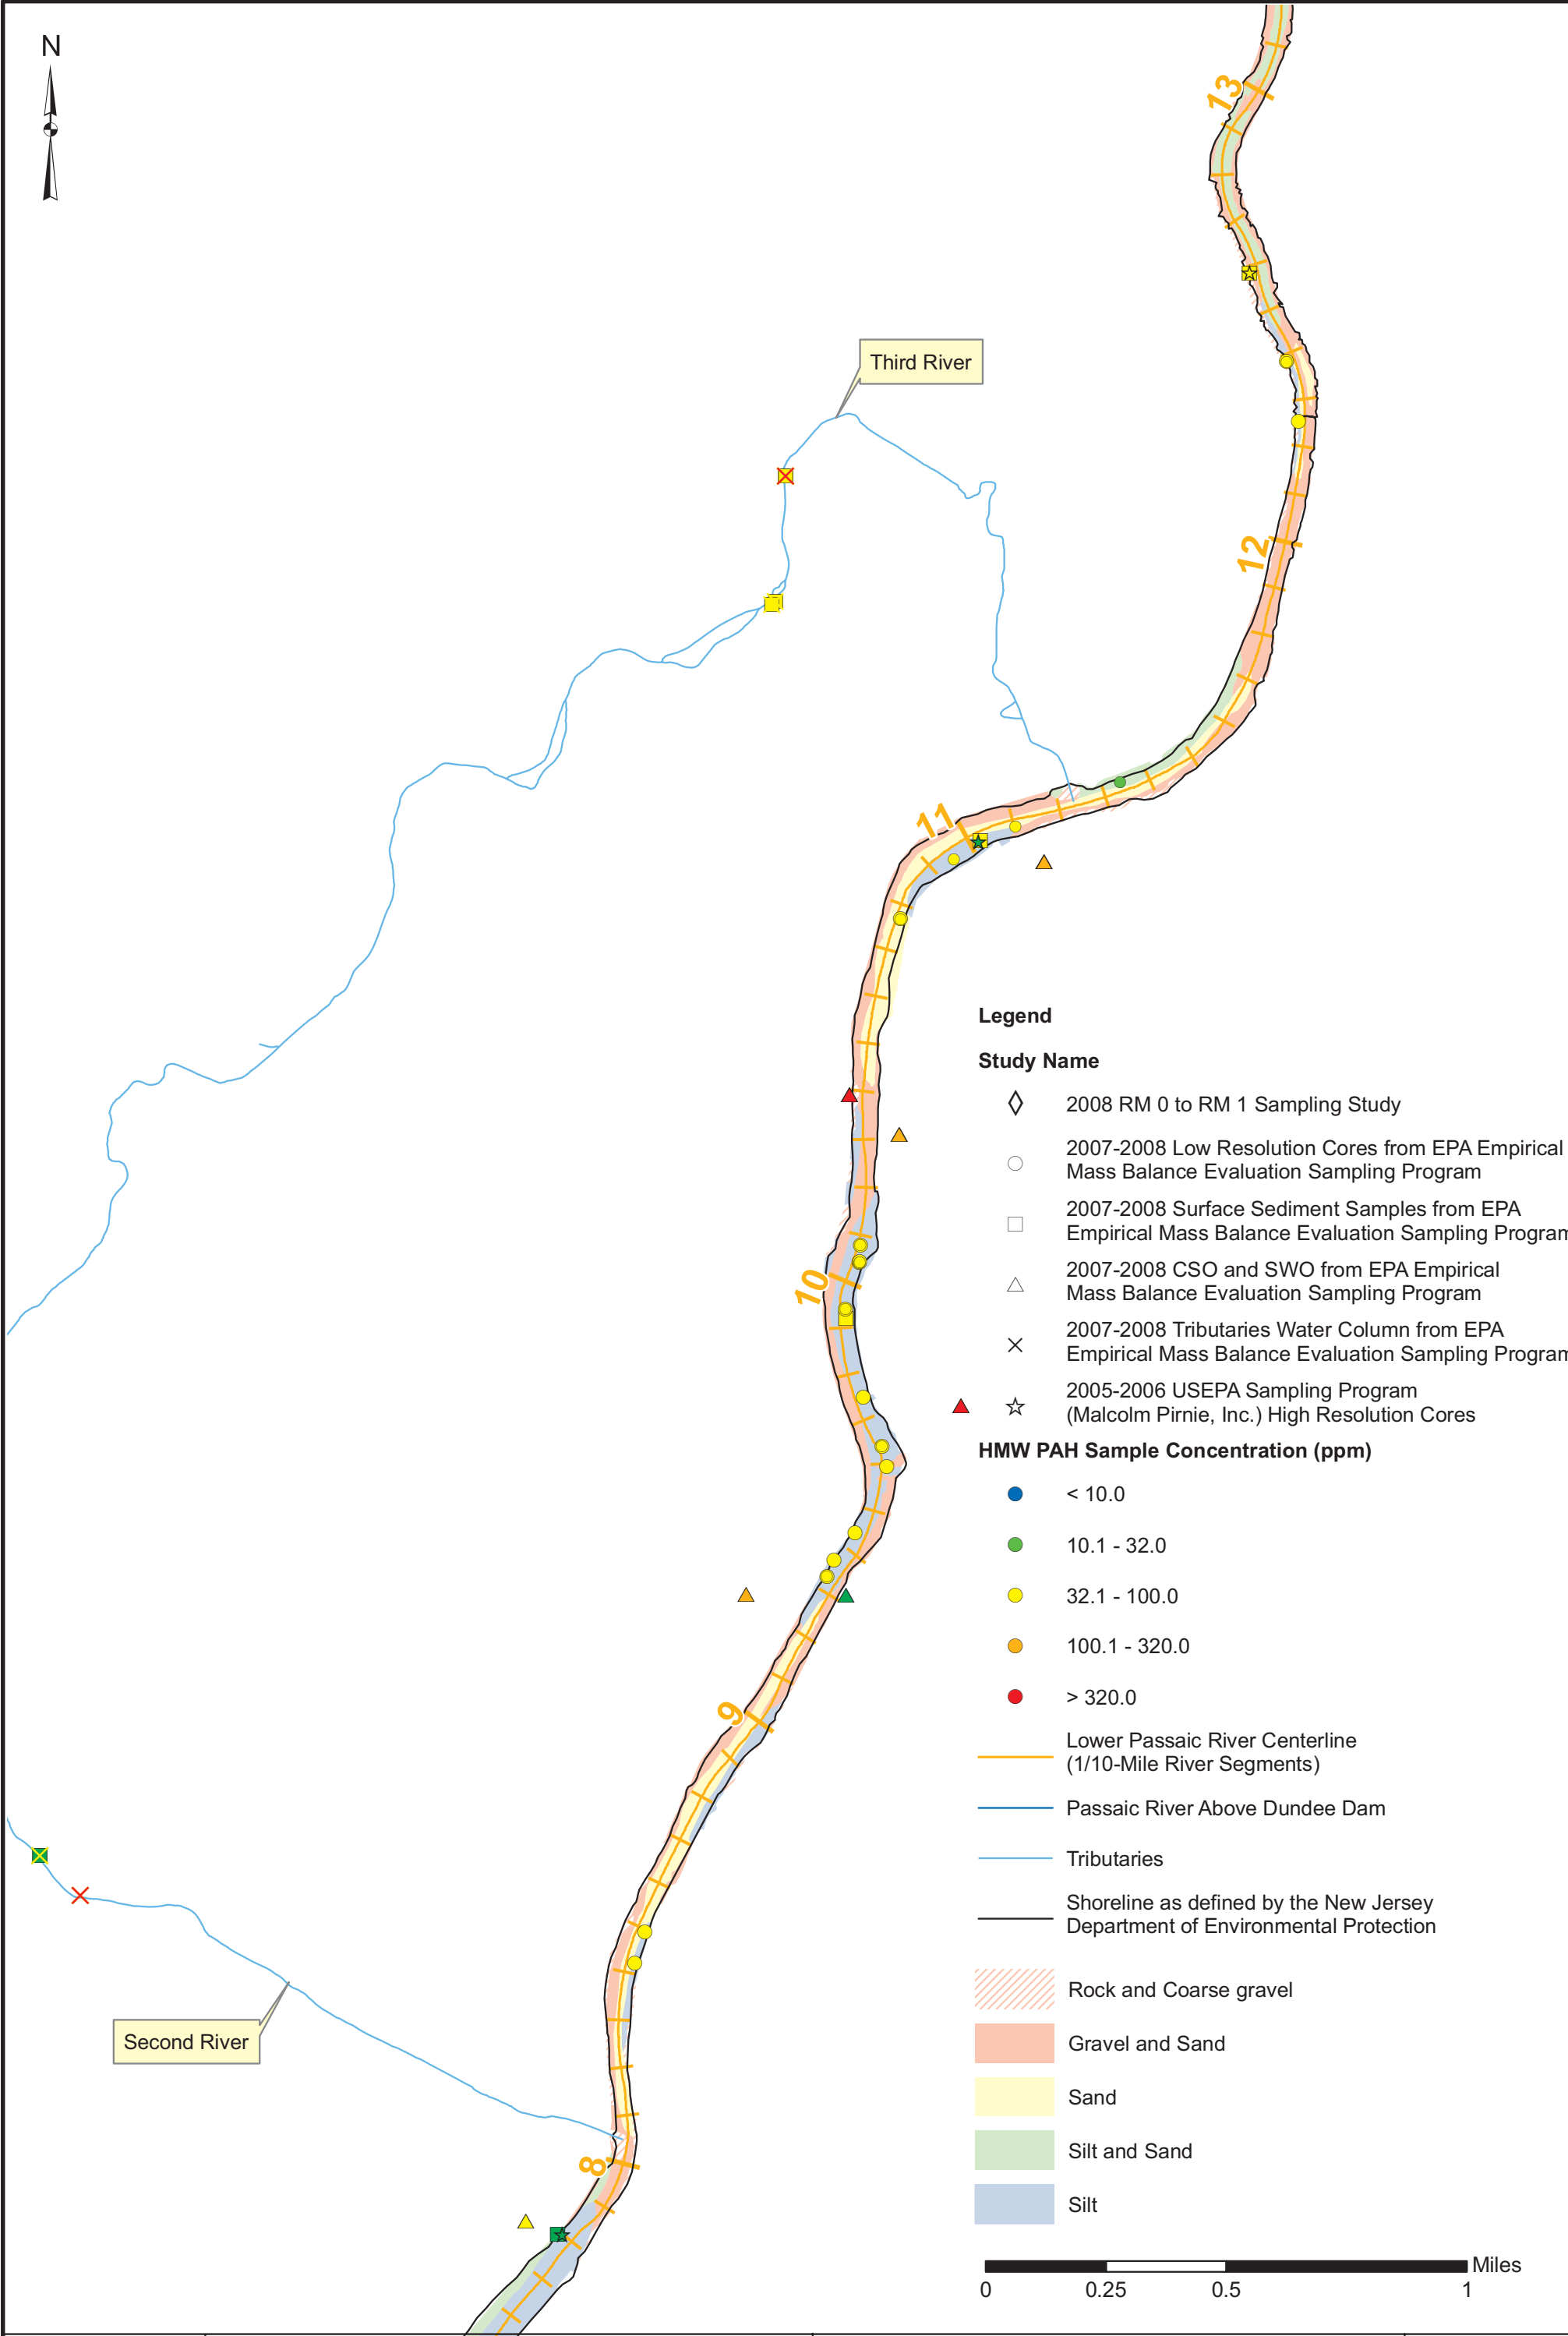 N
13
Third River
12
11
Legend
Study Name
2008 RM 0 to RM 1 Sampling Study
2007-2008 Low Resolution Cores from EPA Empirical
Mass Balance Evaluation Sampling Program
2007-2008 Surface Sediment Samples from EPA
Empirical Mass Balance Evaluation Sampling Program
10
2007-2008 CSO and SWO from EPA Empirical
Mass Balance Evaluation Sampling Program
2007-2008 Tributaries Water Column from EPA
Empirical Mass Balance Evaluation Sampling Program
2005-2006 USEPA Sampling Program
(Malcolm Pirnie, Inc.) High Resolution Cores
HMW PAH Sample Concentration (ppm)
< 10.0
10.1 - 32.0
32.1 - 100.0
100.1 - 320.0
> 320.0
9
Lower Passaic River Centerline
(1/10-Mile River Segments)
Passaic River Above Dundee Dam
Tributaries
Shoreline as defined by the New Jersey
Department of Environmental Protection
Rock and Coarse gravel
Second River
Gravel and Sand
Sand
Silt and Sand
8
Silt
Miles
0 0.25 0.5 1